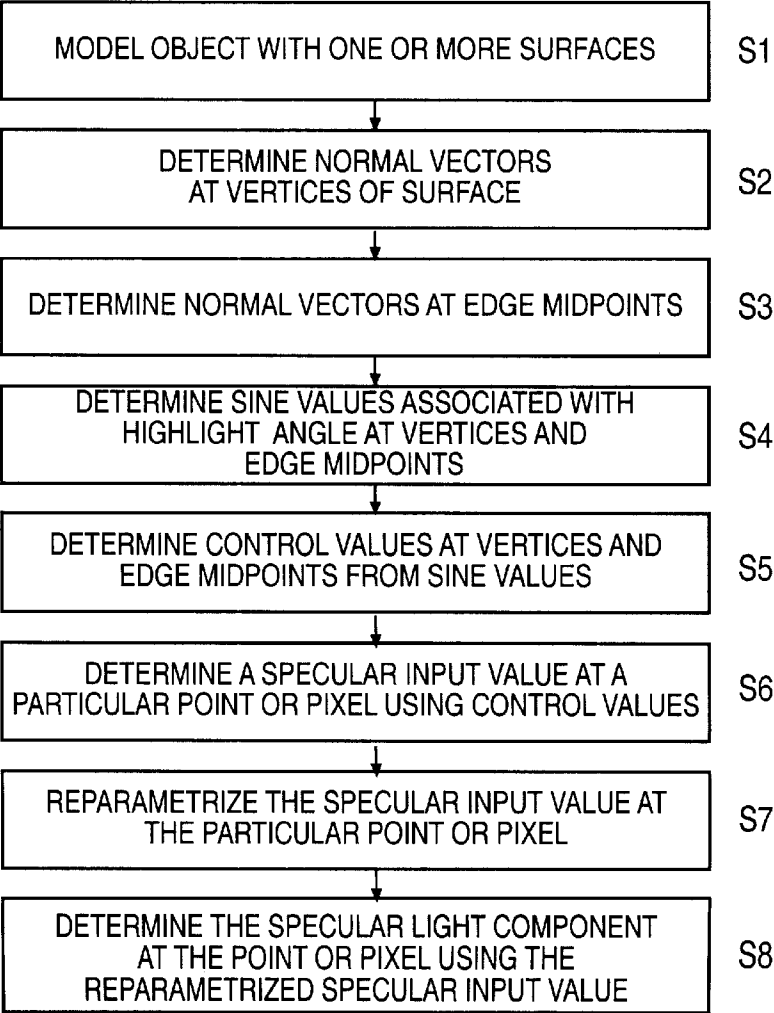 MODEL OBJECT WITH ONE OR MORE SURFACES S1
DETERMINE NORMAL VECTORS
AT VERTICES OF SURFACE S2
DETERMINE NORMAL VECTORS AT EDGE MIDPOINTS S3
DETERMINE SINE VALUES ASSOCIATED WITH
HIGHLIGHT ANGLE AT VERTICES AND S4
EDGE MIDPOINTS
DETERMINE CONTROL VALUES AT VERTICES AND
EDGE MIDPOINTS FROM SINE VALUES S5
DETERMINE A SPECULAR INPUT VALUE AT A
PARTICULAR POINT OR PIXEL USING CONTROL VALUES S6
REPARAMETRIZE THE SPECULAR INPUT VALUE AT
THE PARTICULAR POINT OR PIXEL S7
DETERMINE THE SPECULAR LIGHT COMPONENT
AT THE POINT OR PIXEL USING THE S8
REPARAMETRIZED SPECULAR INPUT VALUE